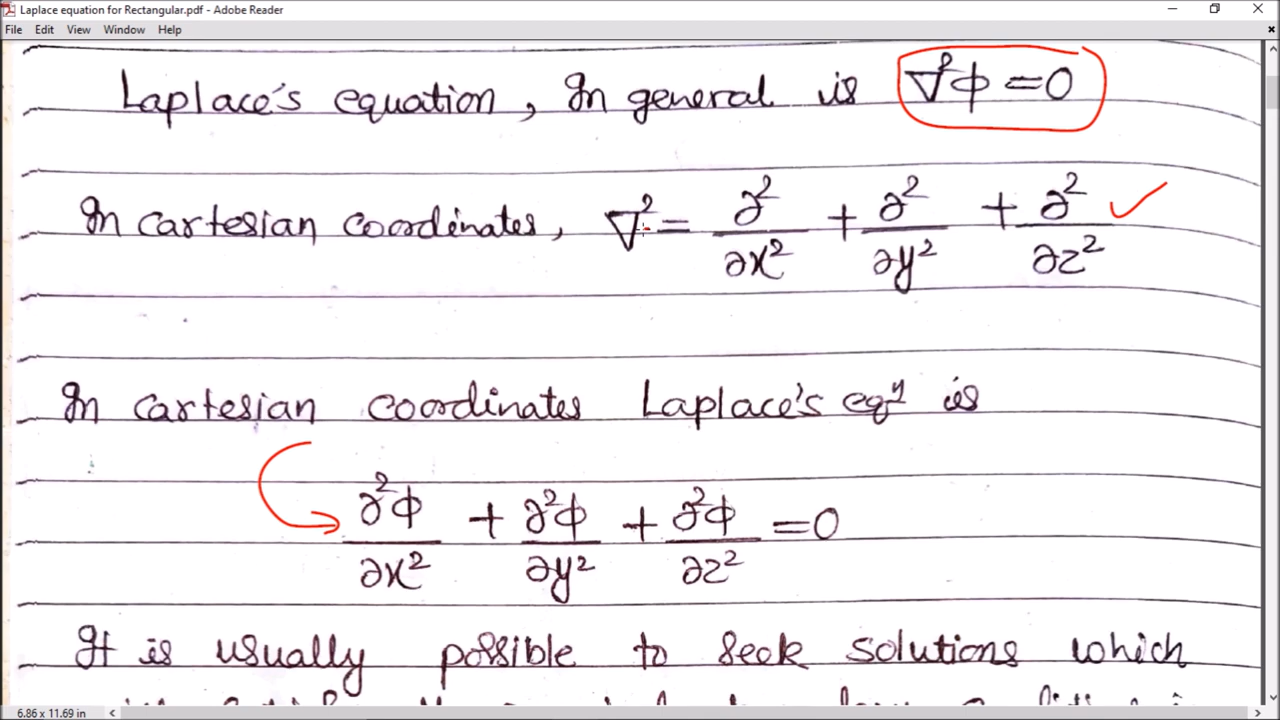 Laplace equation for Rectangular.pdf - Adobe Reader
File Edit View Window Help
Laplace's equation, In general is ∇²ϕ = 0
In Cartesian Coordinates, ∇² = ∂²/∂x² + ∂²/∂y² + ∂²/∂z²
In cartesian coordinates Laplace's eqⁿ is
∂²ϕ/∂x² + ∂²ϕ/∂y² + ∂²ϕ/∂z² = 0
It is usually possible to seek solutions which
6.86 x 11.69 in